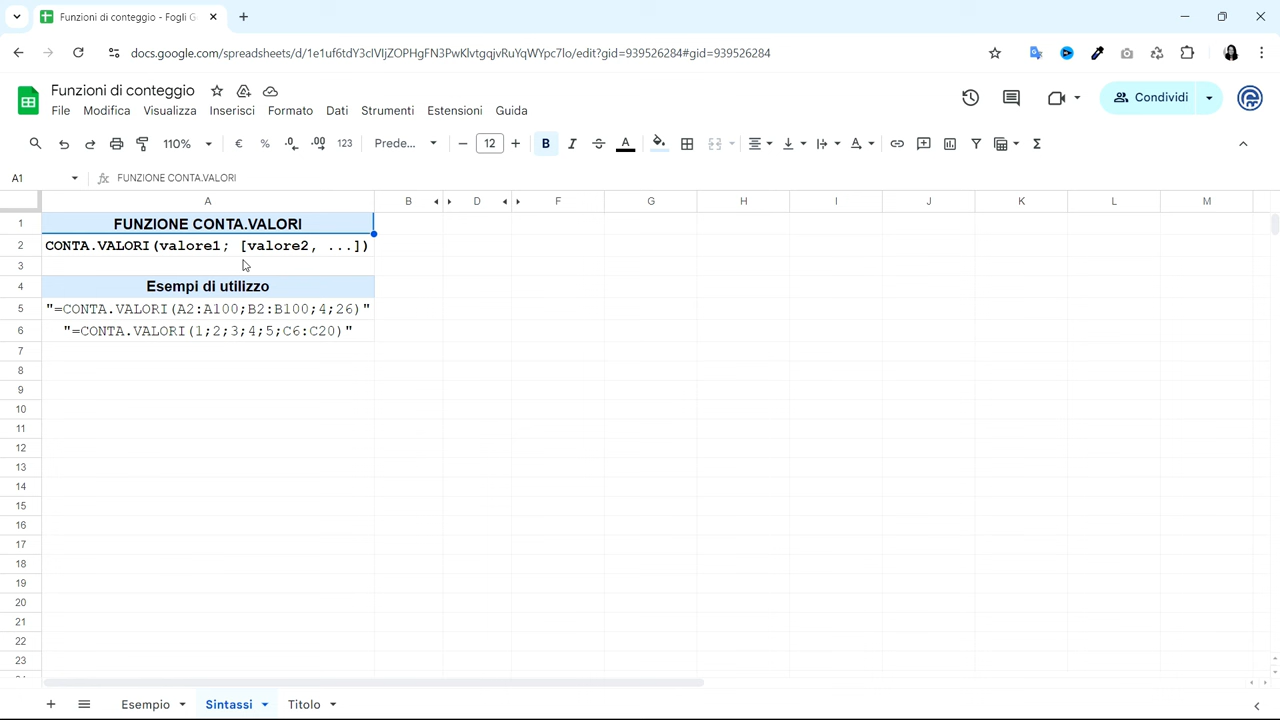 Funzioni di conteggio - Fogli G
docs.google.com/spreadsheets/d/1e1uf6tdY3cIVIjZOPHgFN3PwKlvtgqjvRuYqWYpc7lo/edit?gid=939526284#gid=939526284
Funzioni di conteggio
Condividi
File Modifica Visualizza Inserisci Formato Dati Strumenti Estensioni Guida
110% € % .0 .00 123 Prede... 12 B I S A A Σ
A1 fx FUNZIONE CONTA.VALORI
A B D F G H I J K L M
1 FUNZIONE CONTA.VALORI
2 CONTA.VALORI(valore1; [valore2, ...])
3
4 Esempi di utilizzo
5 "=CONTA.VALORI(A2:A100;B2:B100;4;26)"
6 "=CONTA.VALORI(1;2;3;4;5;C6:C20)"
7
8
9
10
11
12
13
14
15
16
17
18
19
20
21
22
23
Esempio Sintassi Titolo